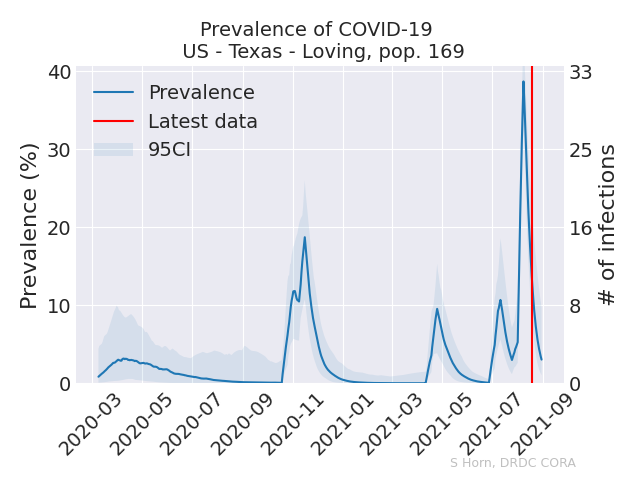 Prevalence of COVID-19
US - Texas - Loving, pop. 169
Prevalence
Latest data
95CI
Prevalence (%)
40
30
20
10
0
# of infections
33
25
16
8
0
2020-03
2020-05
2020-07
2020-09
2020-11
2021-01
2021-03
2021-05
2021-07
2021-09
S Horn, DRDC CORA